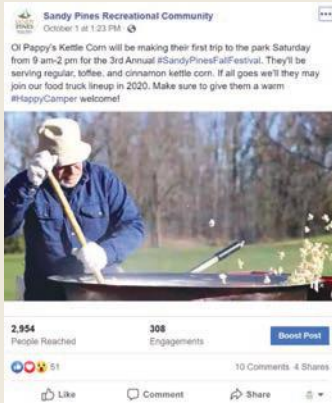 Sandy Pines Recreational Community
October 1 at 1:23 PM
Ol Pappy's Kettle Corn will be making their first trip to the park Saturday
from 9 am-2 pm for the 3rd Annual #SandyPinesFallFestival. They'll be
serving regular, toffee, and cinnamon kettle corn. If all goes we'll they may
join our food truck lineup in 2020. Make sure to give them a warm
#HappyCamper welcome!
2,954
People Reached
308
Engagements
Boost Post
51
10 Comments 4 Shares
Like
Comment
Share